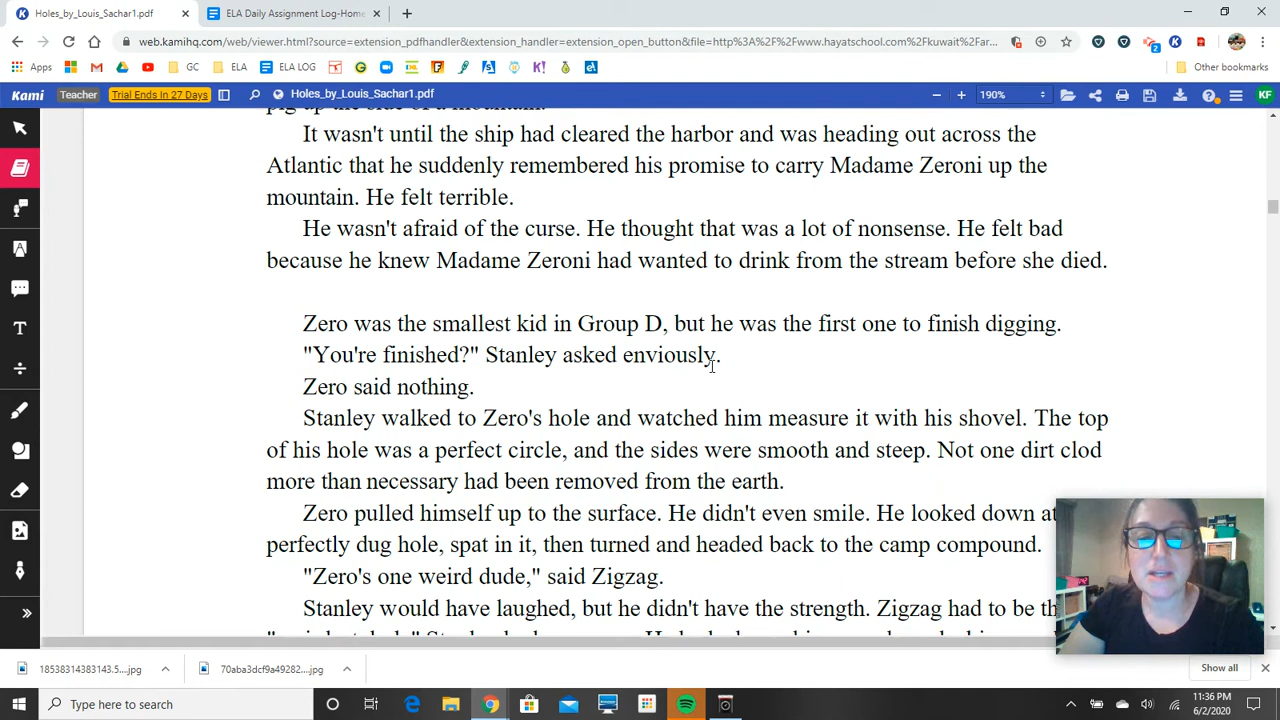 Holes_by_Louis_Sachar1.pdf
ELA Daily Assignment Log-Home
web.kamihq.com/web/viewer.html?source=extension_pdfhandler&extension_handler=extension_open_button&file=http%3A%2F%2Fwww.hayatschool.com%2Fkuwait%2Far...
Apps
GC
ELA
ELA LOG
Other bookmarks
Kami
Teacher
Trial Ends In 27 Days
Holes_by_Louis_Sachar1.pdf
190%
KF
pig up the side of a mountain.
It wasn't until the ship had cleared the harbor and was heading out across the
Atlantic that he suddenly remembered his promise to carry Madame Zeroni up the
mountain. He felt terrible.
He wasn't afraid of the curse. He thought that was a lot of nonsense. He felt bad
because he knew Madame Zeroni had wanted to drink from the stream before she died.
Zero was the smallest kid in Group D, but he was the first one to finish digging.
"You're finished?" Stanley asked enviously.
Zero said nothing.
Stanley walked to Zero's hole and watched him measure it with his shovel. The top
of his hole was a perfect circle, and the sides were smooth and steep. Not one dirt clod
more than necessary had been removed from the earth.
Zero pulled himself up to the surface. He didn't even smile. He looked down at
perfectly dug hole, spat in it, then turned and headed back to the camp compound.
"Zero's one weird dude," said Zigzag.
Stanley would have laughed, but he didn't have the strength. Zigzag had to be th
18538314383143.5....jpg
70aba3dcf9a49282....jpg
Show all
Type here to search
11:36 PM
6/2/2020